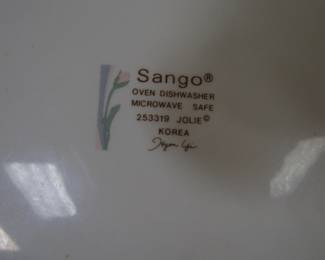 Sango®
OVEN DISHWASHER
MICROWAVE SAFE
253319 JOLIE©
KOREA